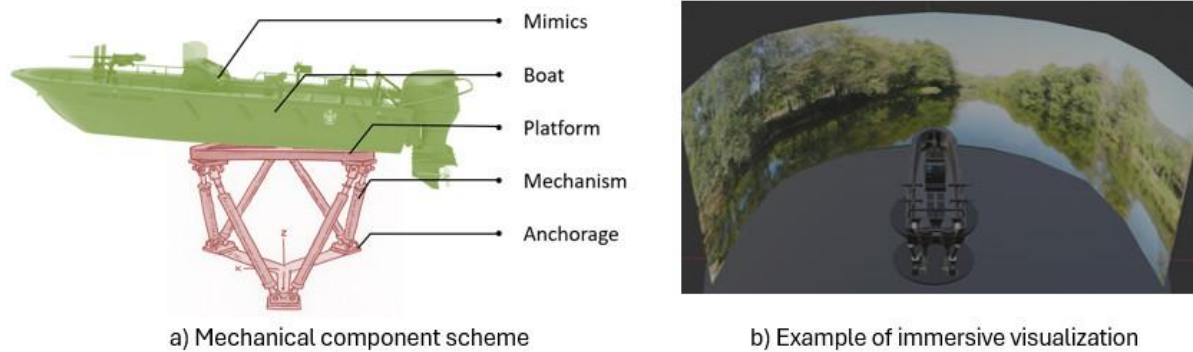 Mimics
Boat
Platform
Mechanism
Anchorage
Z
X
a) Mechanical component scheme
b) Example of immersive visualization